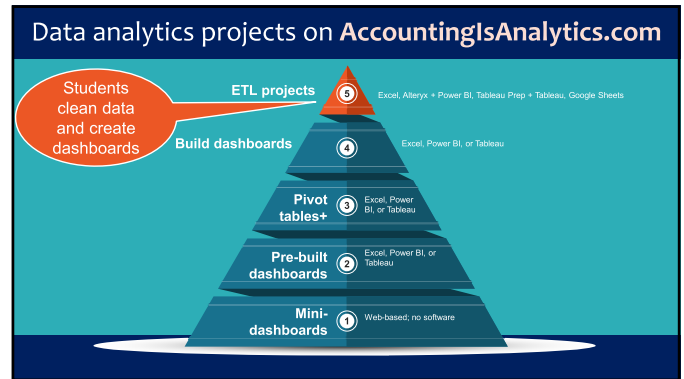 Data analytics projects on AccountingIsAnalytics.com
Students
clean data
and create
dashboards
ETL projects
5
Excel, Alteryx + Power BI, Tableau Prep + Tableau, Google Sheets
Build dashboards
4
Excel, Power BI, or Tableau
Pivot
tables+
3
Excel, Power
BI, or Tableau
Pre-built
dashboards
2
Excel, Power BI, or
Tableau
Mini-
dashboards
1
Web-based; no software